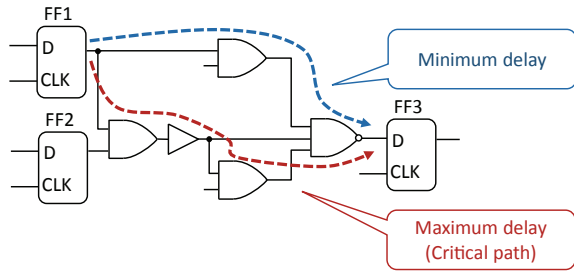 FF1
D
CLK
Minimum delay
FF2
D
CLK
FF3
D
CLK
Maximum delay
(Critical path)